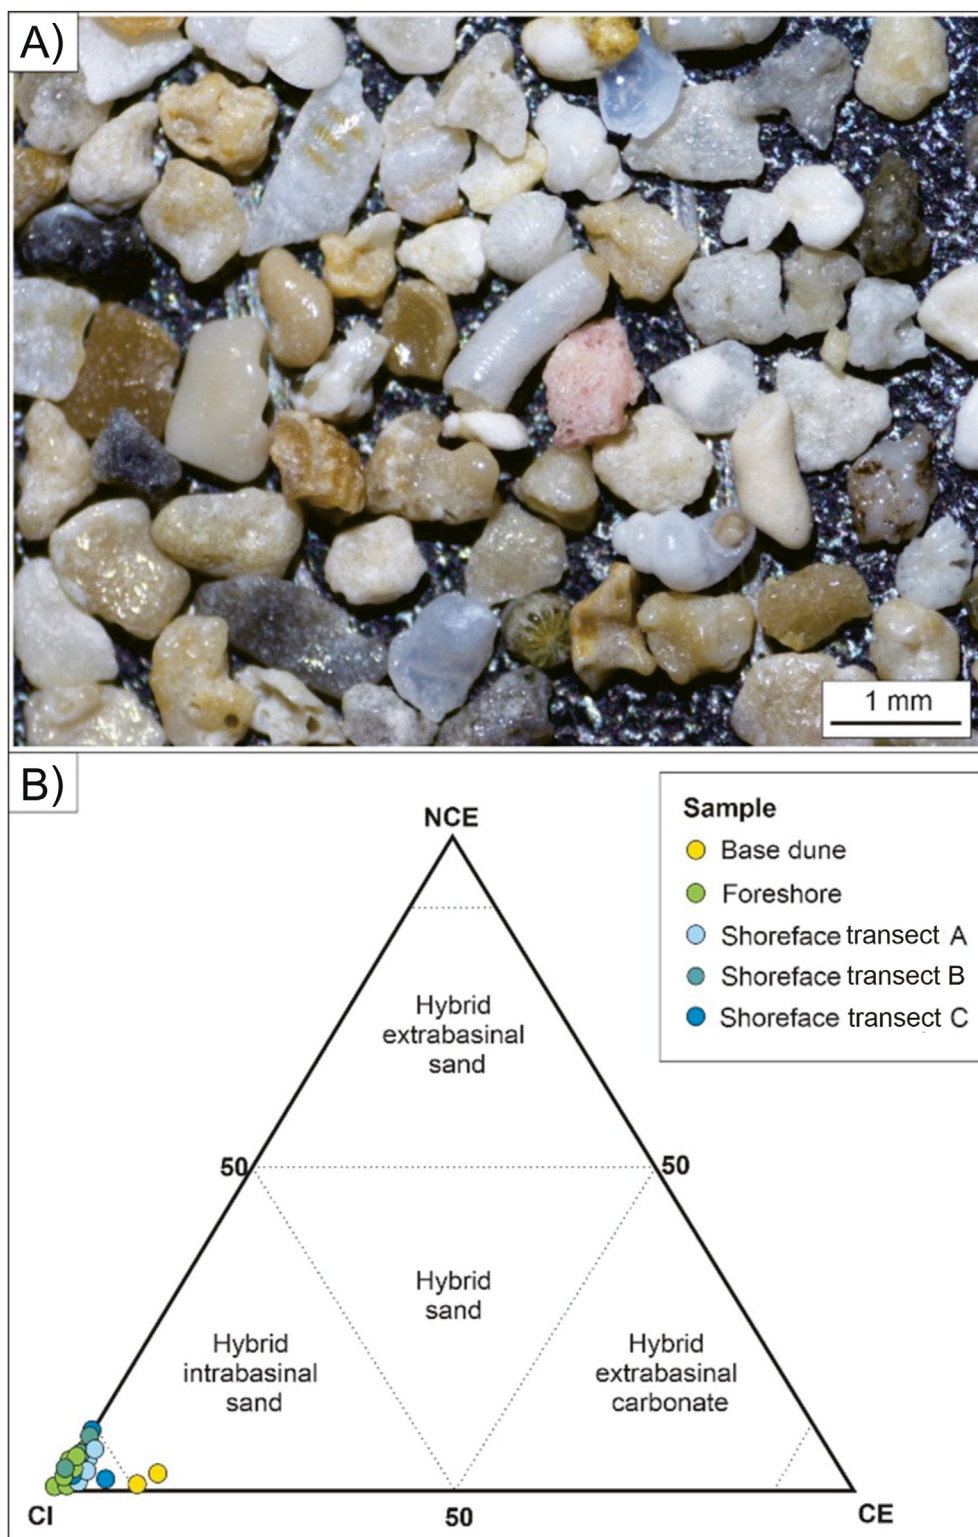 A)
1 mm
B)
NCE
Sample
Base dune
Foreshore
Shoreface transect A
Shoreface transect B
Shoreface transect C
Hybrid
extrabasinal
sand
50
50
Hybrid
sand
Hybrid
intrabasinal
sand
Hybrid
extrabasinal
carbonate
CI
50
CE